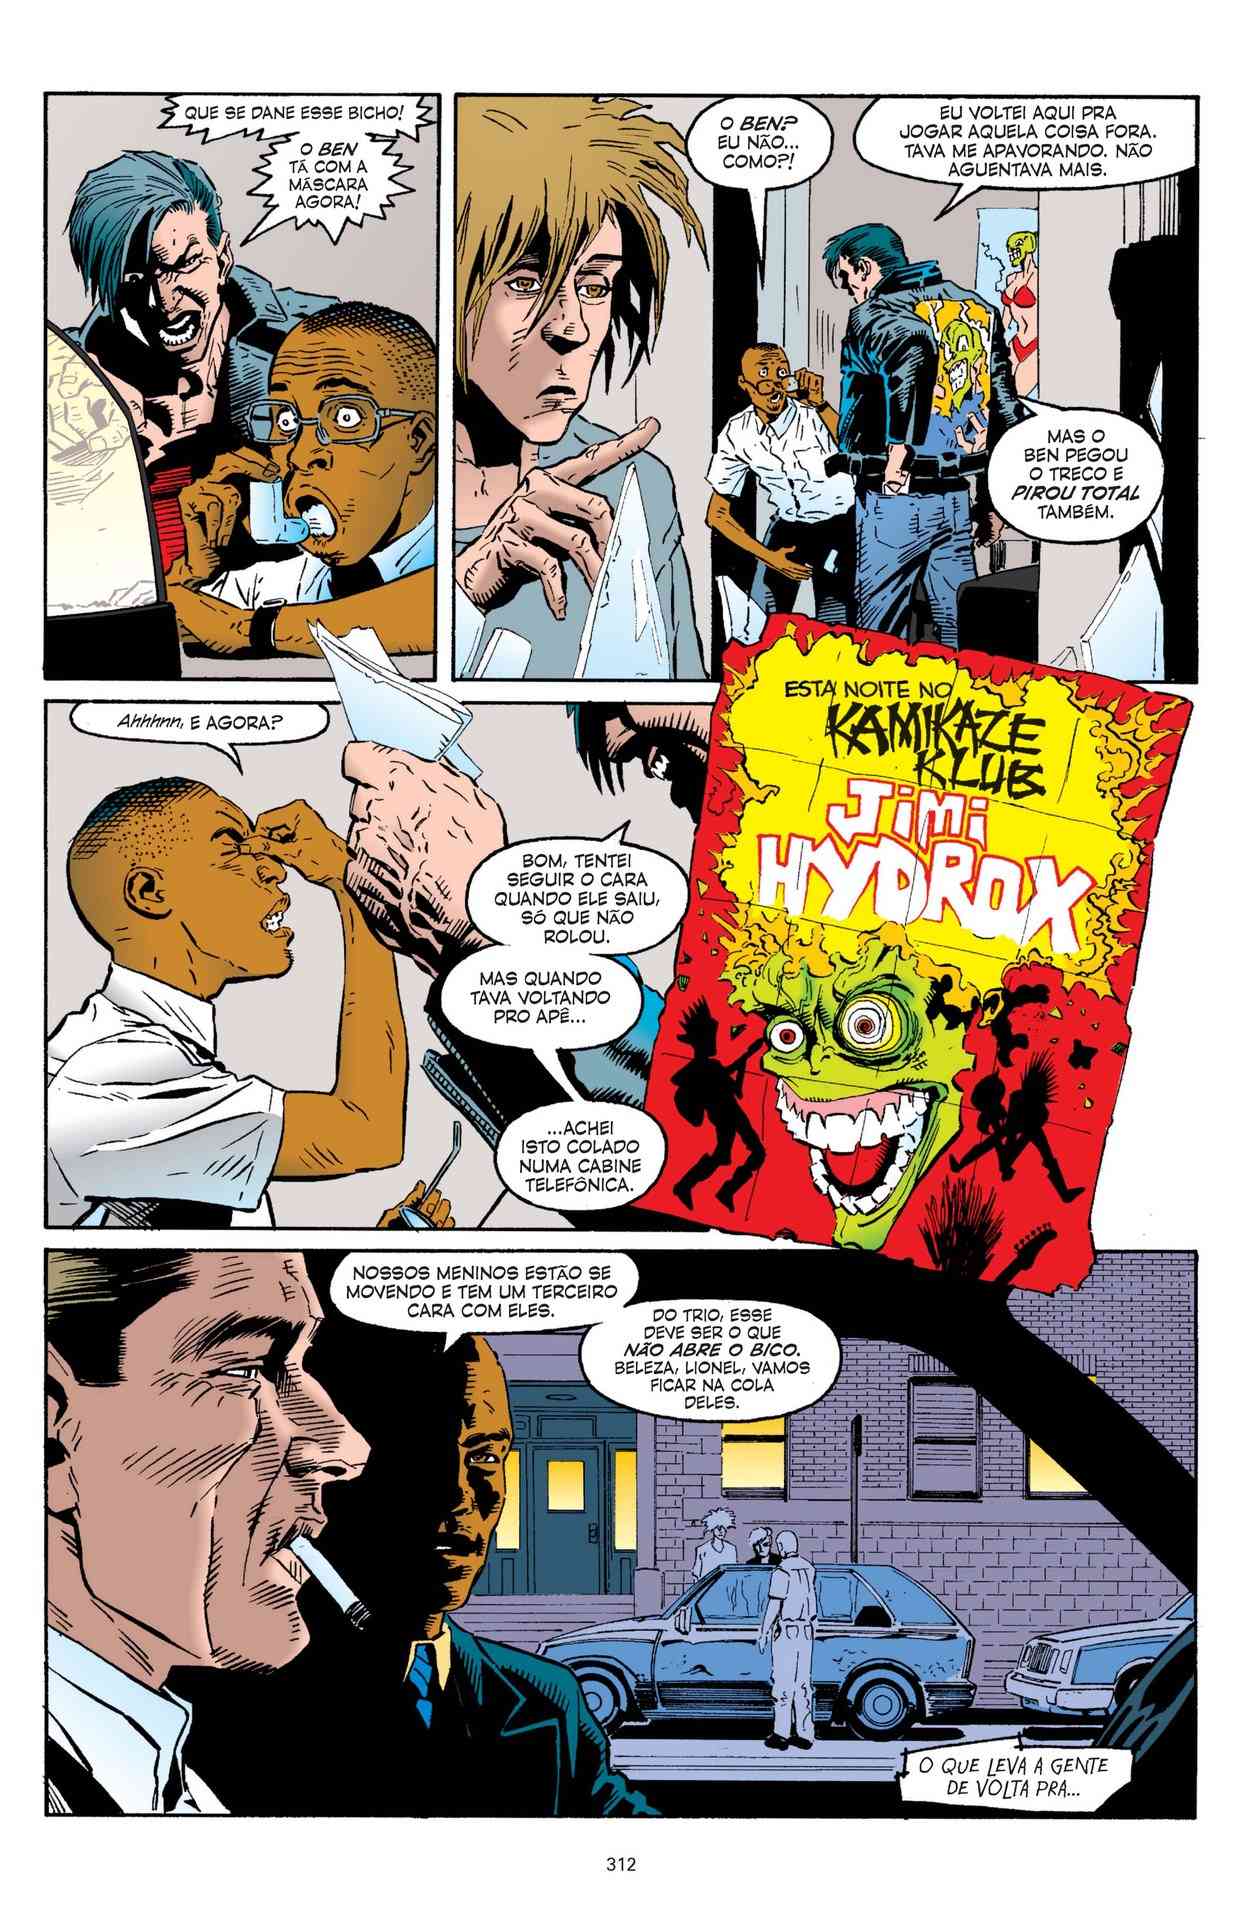 QUE SE DANE ESSE BICHO!
O BEN
TÁ COM A
MÁSCARA
AGORA!
O BEN?
EU NÃO...
COMO?!
EU VOLTEI AQUI PRA
JOGAR AQUELA COISA FORA.
TAVA ME APAVORANDO. NÃO
AGUENTAVA MAIS.
MAS O
BEN PEGOU
O TRECO E
PIROU TOTAL
TAMBÉM.
Ahhhnn, E AGORA?
BOM, TENTEI
SEGUIR O CARA
QUANDO ELE SAIU,
SÓ QUE NÃO
ROLOU.
MAS QUANDO
TAVA VOLTANDO
PRO APÊ...
...ACHEI
ISTO COLADO
NUMA CABINE
TELEFÔNICA.
ESTA NOITE NO
KAMIKAZE
KLUB
JIMI
HYDROX
NOSSOS MENINOS ESTÃO SE
MOVENDO E TEM UM TERCEIRO
CARA COM ELES.
DO TRIO, ESSE
DEVE SER O QUE
NÃO ABRE O BICO.
BELEZA, LIONEL, VAMOS
FICAR NA COLA
DELES.
O QUE LEVA A GENTE
DE VOLTA PRA...
312